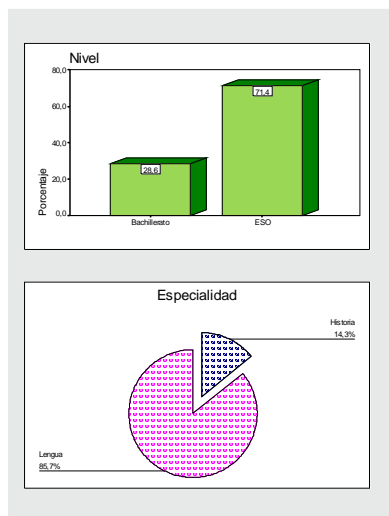 Nivel
80,0
60,0
40,0
20,0
0,0
Porcentaje
71,4
28,6
Bachillerato
ESO
Especialidad
Historia
14,3%
Lengua
85,7%